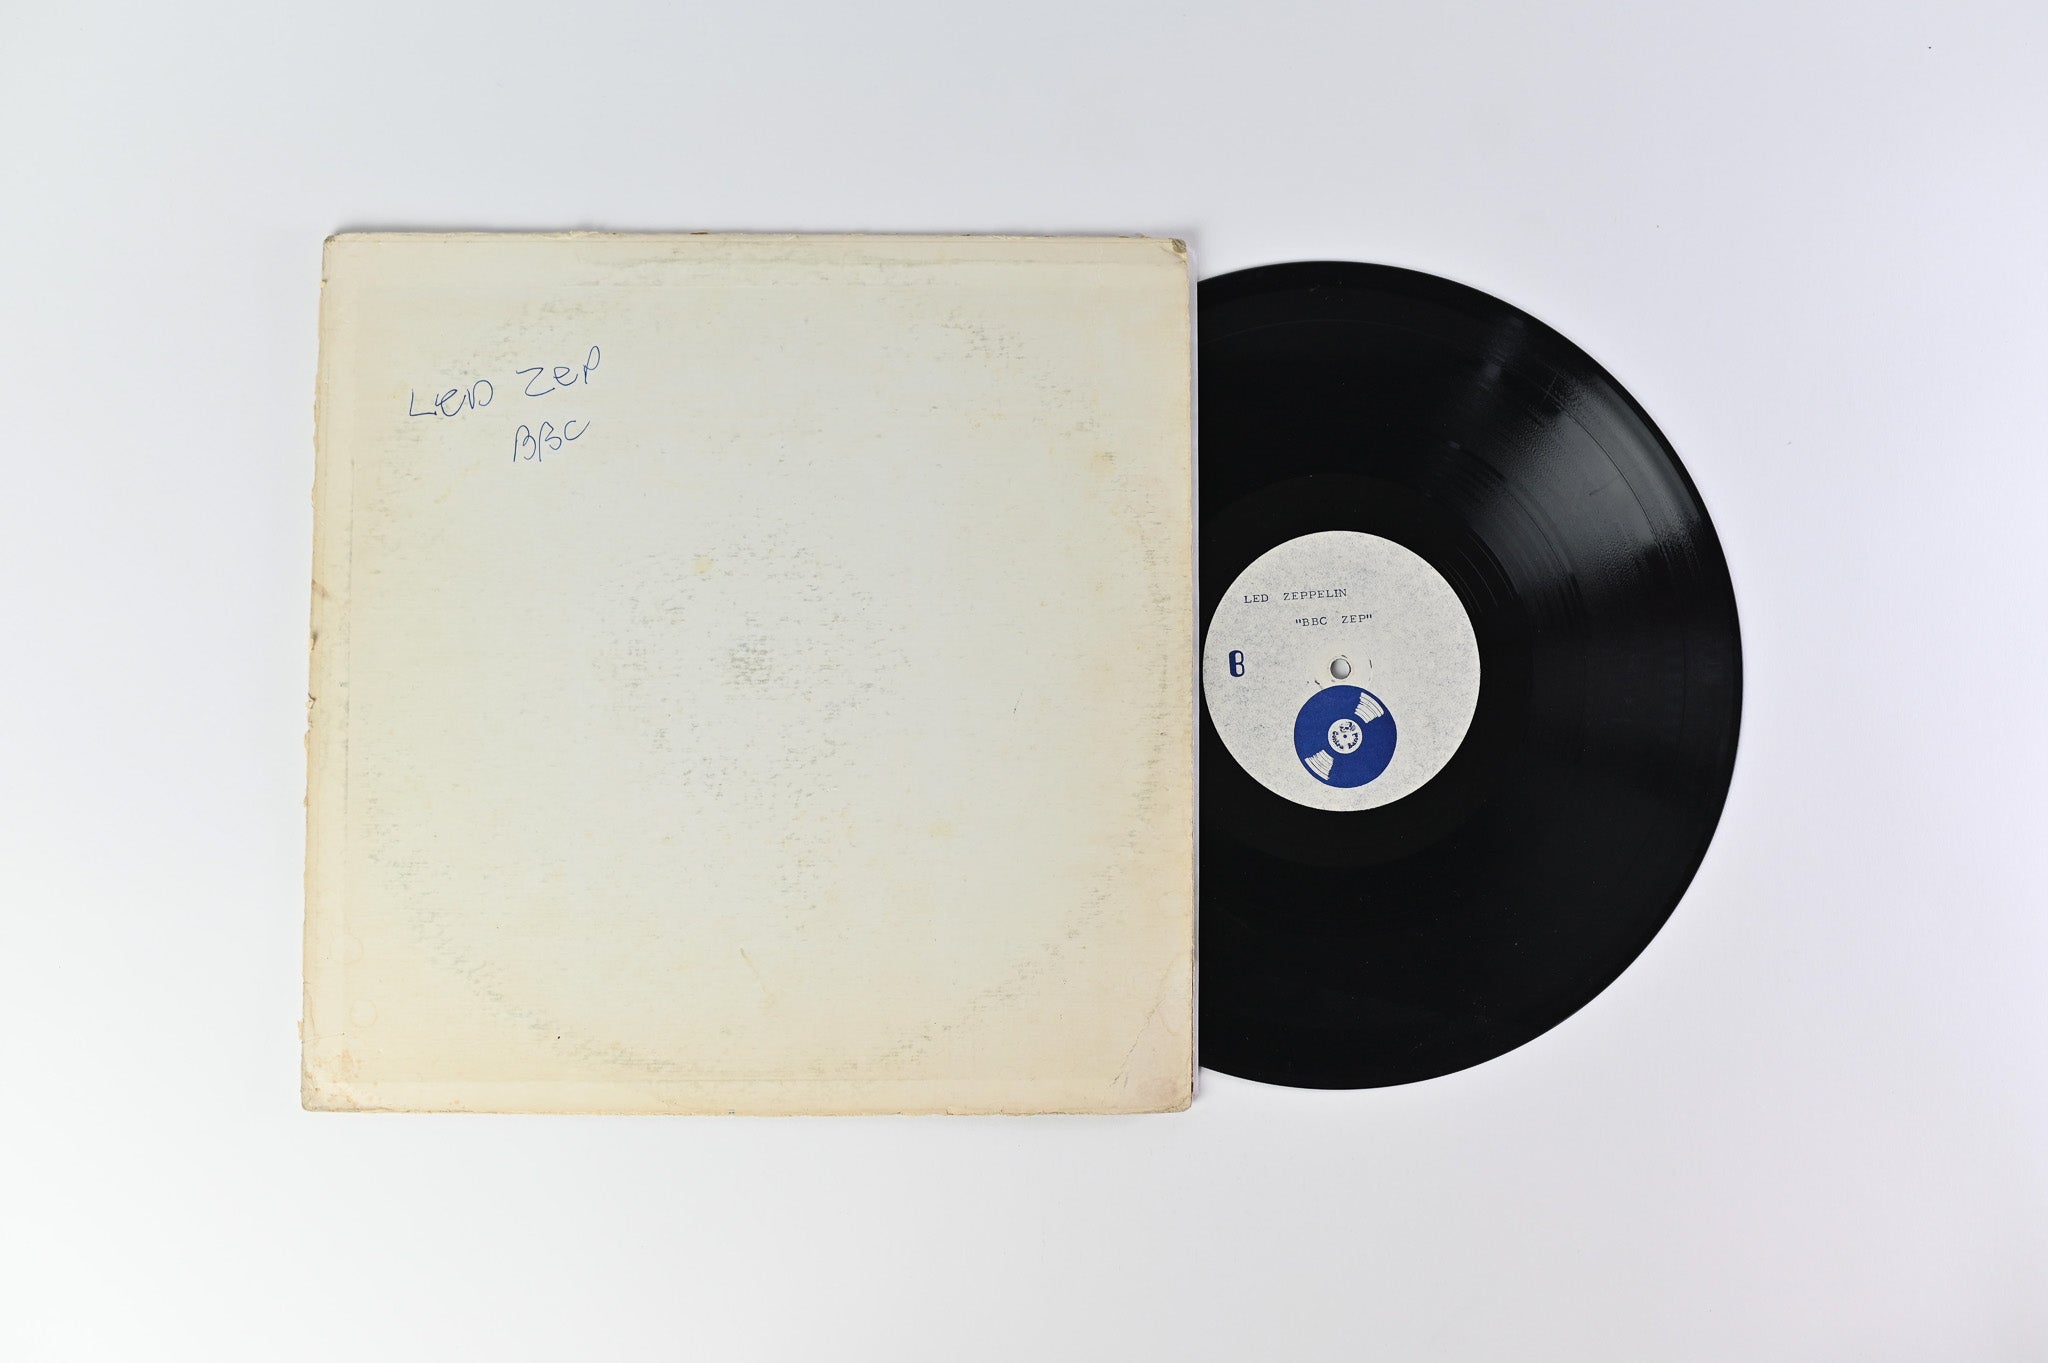 LED ZEP
BBC
LED ZEPPELIN
"BBC ZEP"
B